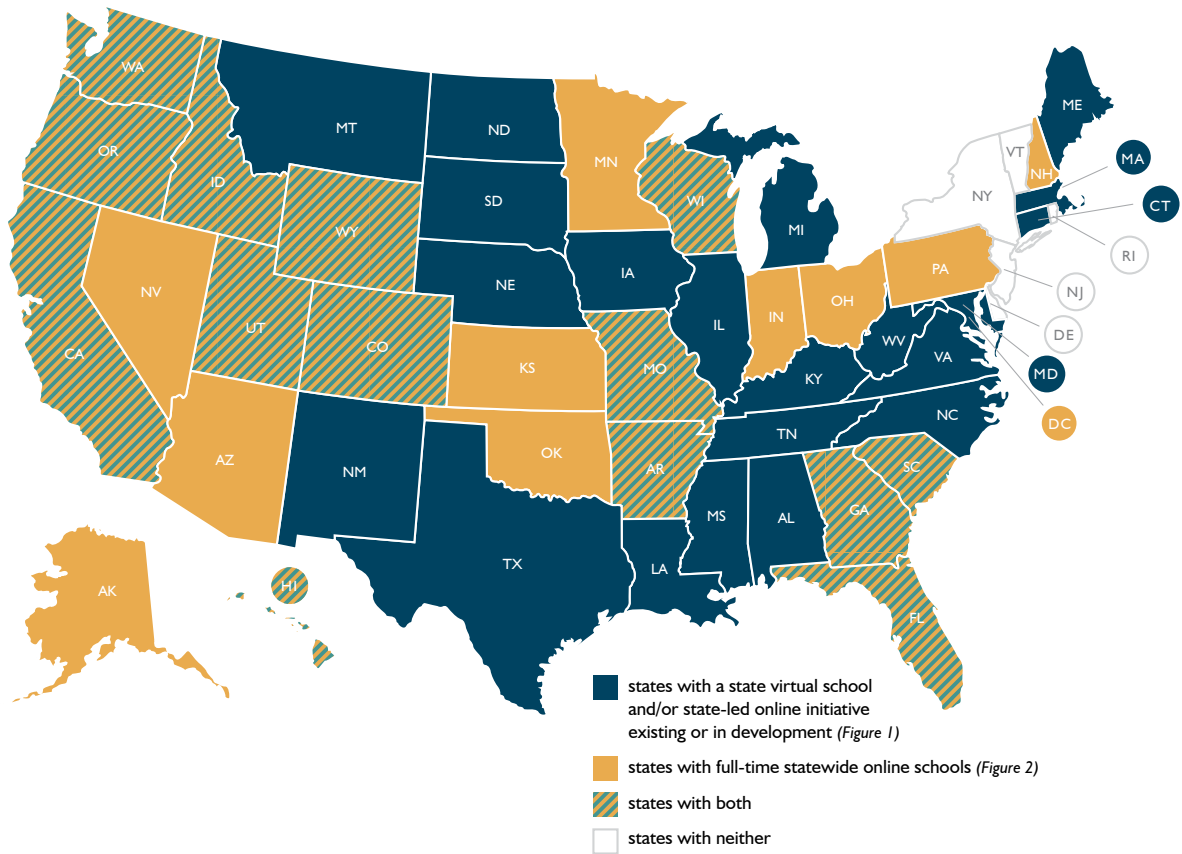 WA
OR
ID
MT
ND
MN
WI
MI
ME
VT
NH
NY
MA
CT
RI
NJ
DE
MD
DC
WY
SD
NE
IA
IL
IN
OH
PA
NV
UT
CO
CA
KS
MO
KY
WV
VA
NC
TN
AZ
NM
OK
AR
SC
GA
MS
AL
TX
LA
FL
AK
HI
states with a state virtual school
and/or state-led online initiative
existing or in development (Figure 1)
states with full-time statewide online schools (Figure 2)
states with both
states with neither